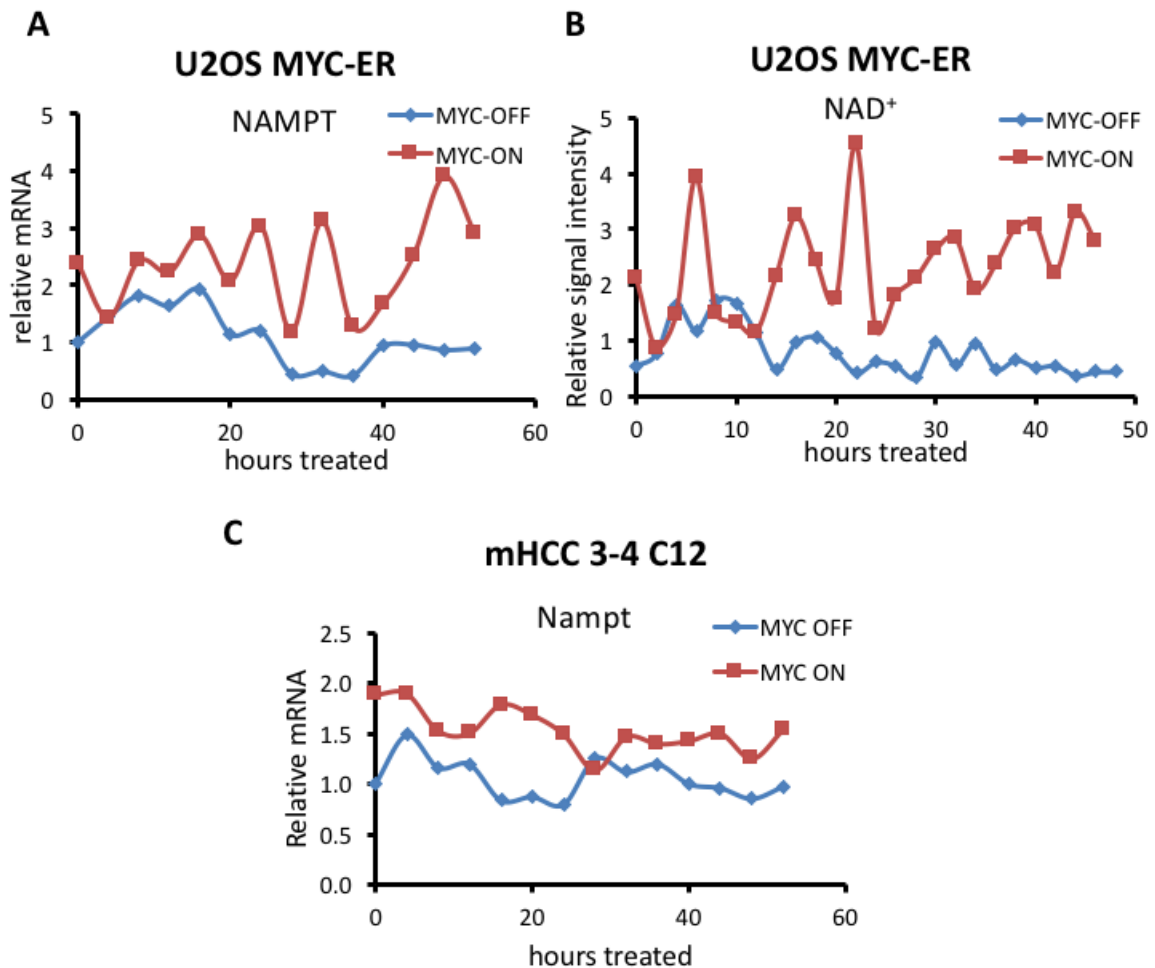 A
U2OS MYC-ER
NAMPT
MYC-OFF
MYC-ON
relative mRNA
5
4
3
2
1
0
0 20 40 60
hours treated
B
U2OS MYC-ER
NAD⁺
MYC-OFF
MYC-ON
Relative signal intensity
5
4
3
2
1
0
0 10 20 30 40 50
hours treated
C
mHCC 3-4 C12
Nampt
MYC OFF
MYC ON
Relative mRNA
2.5
2.0
1.5
1.0
0.5
0.0
0 20 40 60
hours treated